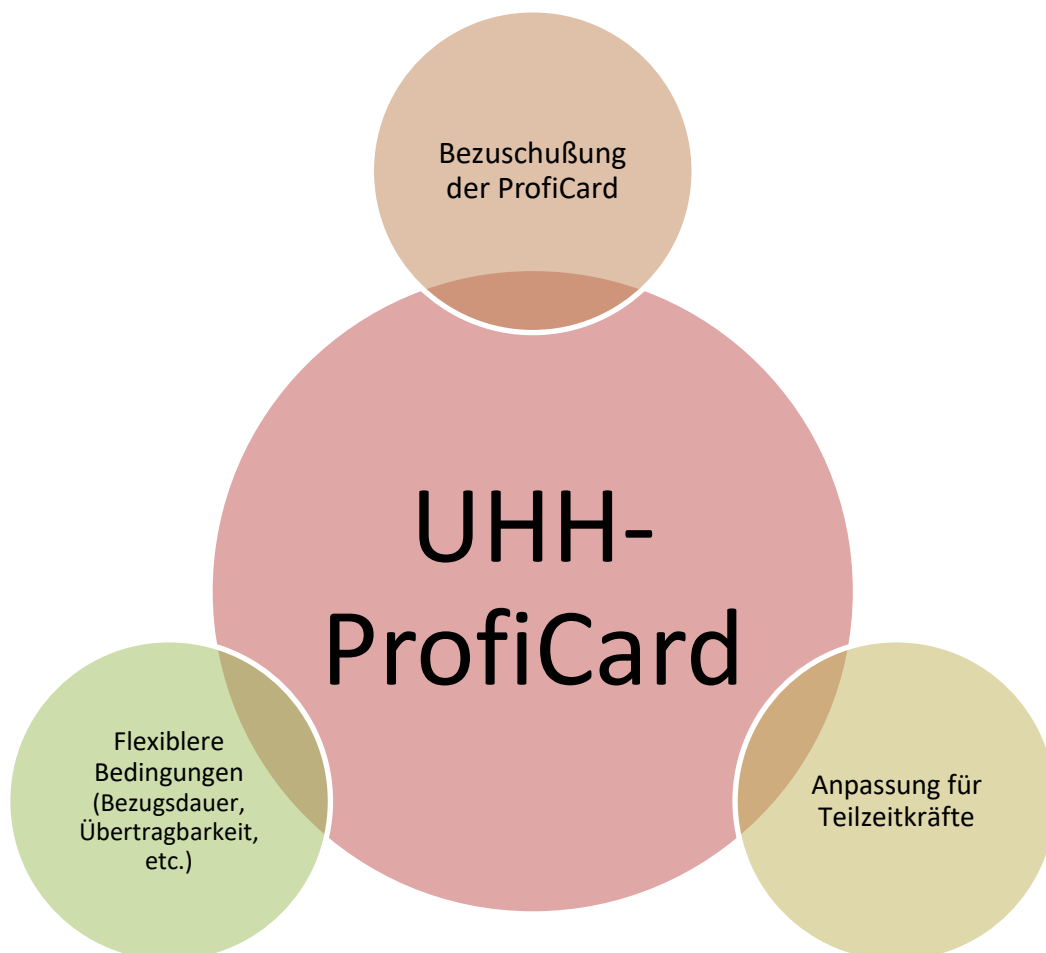 Bezuschußung
der ProfiCard
UHH-
ProfiCard
Flexiblere
Bedingungen
(Bezugsdauer,
Übertragbarkeit,
etc.)
Anpassung für
Teilzeitkräfte